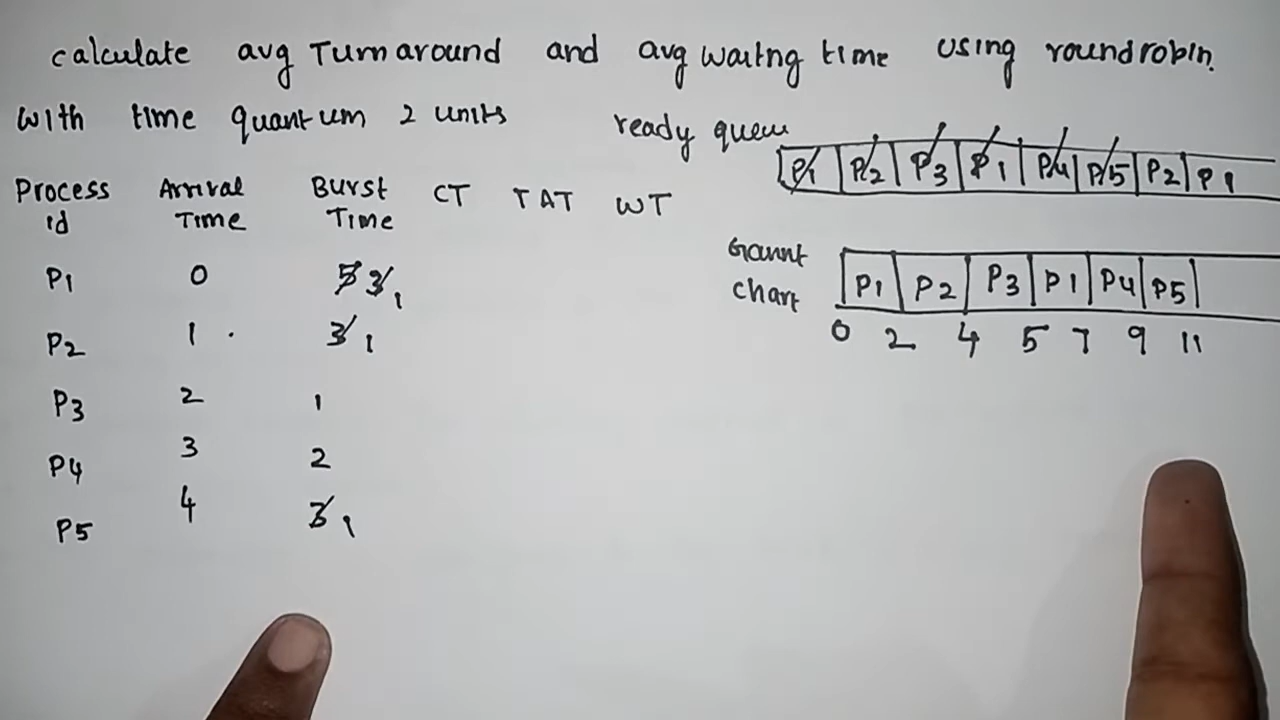 calculate avg Turnaround and avg waitng time using roundrobin.
with time quantum 2 units
ready queu
P1 P2 P3 P1 P4 P5 P2 P1
Process id Arrival Time Burst Time CT TAT WT
Gannt chart
P1 P2 P3 P1 P4 P5
0 2 4 5 7 9 11
P1 0 5 3 1
P2 1 3 1
P3 2 1
P4 3 2
P5 4 3 1